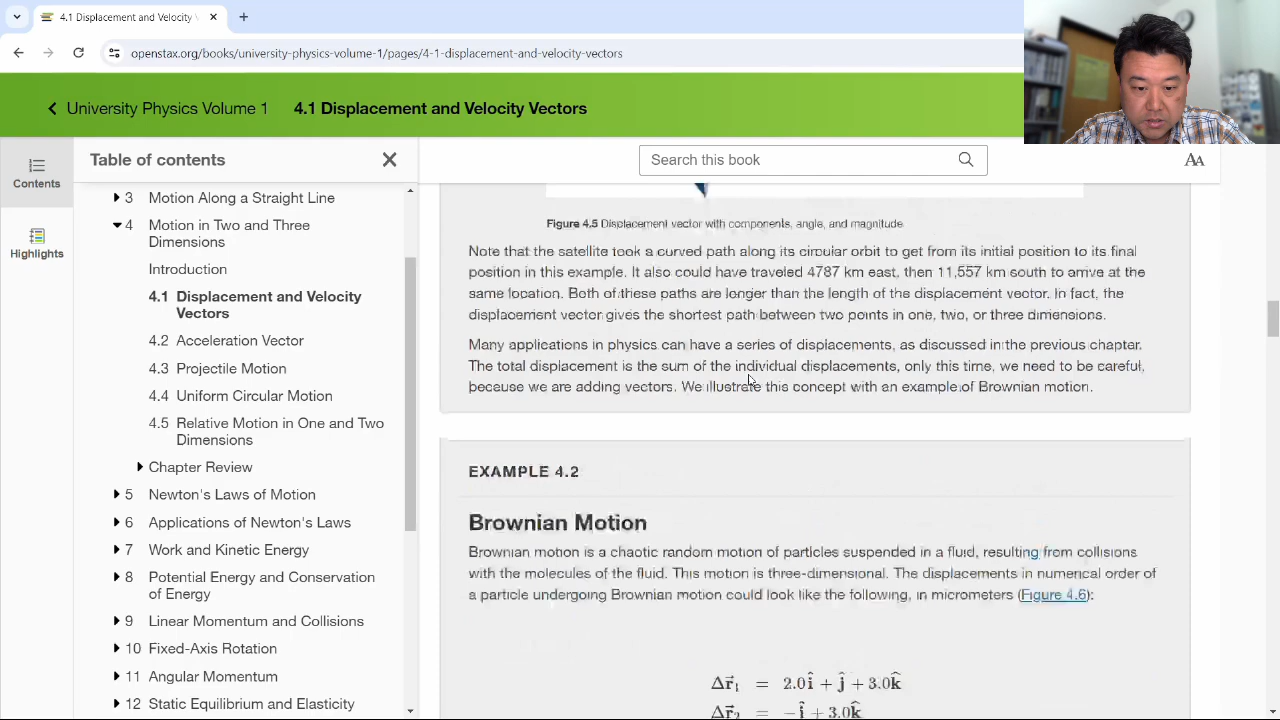 4.1 Displacement and Velocity Vec
openstax.org/books/university-physics-volume-1/pages/4-1-displacement-and-velocity-vectors
University Physics Volume 1
4.1 Displacement and Velocity Vectors
Contents
Highlights
Table of contents
Search this book
AA
3 Motion Along a Straight Line
4 Motion in Two and Three
Dimensions
Introduction
4.1 Displacement and Velocity
Vectors
4.2 Acceleration Vector
4.3 Projectile Motion
4.4 Uniform Circular Motion
4.5 Relative Motion in One and Two
Dimensions
Chapter Review
5 Newton's Laws of Motion
6 Applications of Newton's Laws
7 Work and Kinetic Energy
8 Potential Energy and Conservation
of Energy
9 Linear Momentum and Collisions
10 Fixed-Axis Rotation
11 Angular Momentum
12 Static Equilibrium and Elasticity
Figure 4.5 Displacement vector with components, angle, and magnitude.
Note that the satellite took a curved path along its circular orbit to get from its initial position to its final
position in this example. It also could have traveled 4787 km east, then 11,557 km south to arrive at the
same location. Both of these paths are longer than the length of the displacement vector. In fact, the
displacement vector gives the shortest path between two points in one, two, or three dimensions.
Many applications in physics can have a series of displacements, as discussed in the previous chapter.
The total displacement is the sum of the individual displacements, only this time, we need to be careful,
because we are adding vectors. We illustrate this concept with an example of Brownian motion.
EXAMPLE 4.2
Brownian Motion
Brownian motion is a chaotic random motion of particles suspended in a fluid, resulting from collisions
with the molecules of the fluid. This motion is three-dimensional. The displacements in numerical order of
a particle undergoing Brownian motion could look like the following, in micrometers (Figure 4.6):
Δr⃗₁ = 2.0î + ĵ + 3.0k̂
Δr⃗₂ = −î + 3.0k̂